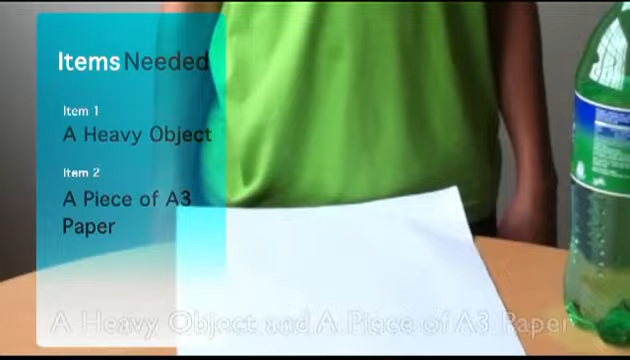 Items Needed
Item 1
A Heavy Object
Item 2
A Piece of A3
Paper
A Heavy Object and A Piece of A3 Paper